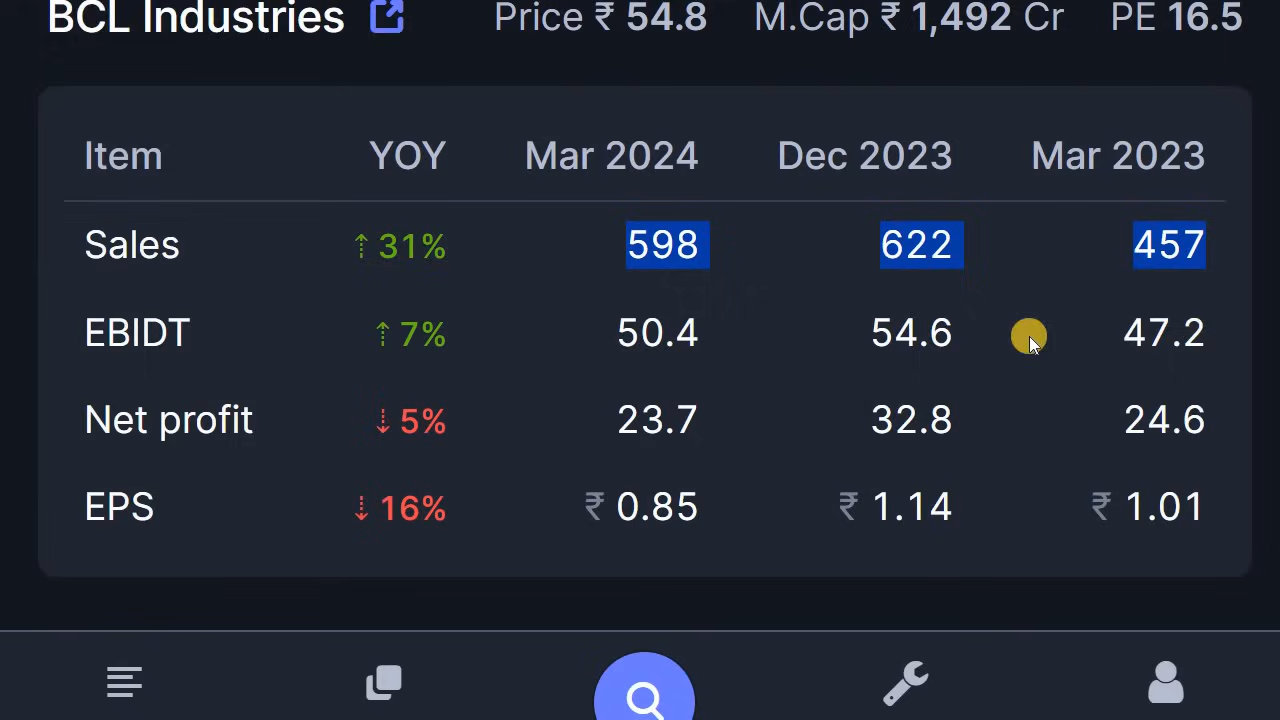 BCL Industries Price ₹ 54.8 M.Cap ₹ 1,492 Cr PE 16.5
Item YOY Mar 2024 Dec 2023 Mar 2023
Sales ⇡ 31% 598 622 457
EBIDT ⇡ 7% 50.4 54.6 47.2
Net profit ⇣ 5% 23.7 32.8 24.6
EPS ⇣ 16% ₹ 0.85 ₹ 1.14 ₹ 1.01